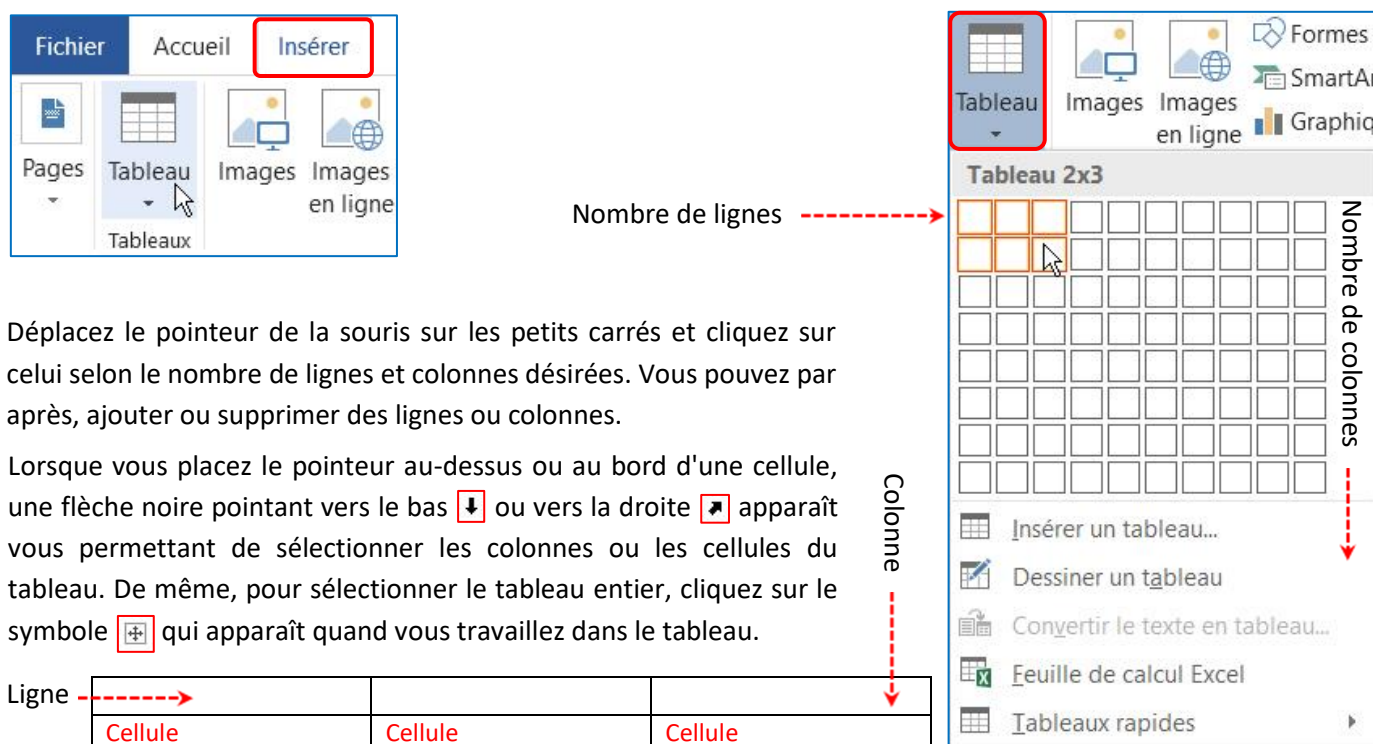 Fichier Accueil Insérer
Pages Tableau Images Images
en ligne
Tableaux
Nombre de lignes
Tableau Images Images
en ligne
Formes
SmartAr
Graphiq
Tableau 2x3
Nombre de colonnes
Déplacez le pointeur de la souris sur les petits carrés et cliquez sur
celui selon le nombre de lignes et colonnes désirées. Vous pouvez par
après, ajouter ou supprimer des lignes ou colonnes.
Lorsque vous placez le pointeur au-dessus ou au bord d'une cellule,
une flèche noire pointant vers le bas ou vers la droite apparaît
vous permettant de sélectionner les colonnes ou les cellules du
tableau. De même, pour sélectionner le tableau entier, cliquez sur le
symbole qui apparaît quand vous travaillez dans le tableau.
Colonne
Insérer un tableau...
Dessiner un tableau
Convertir le texte en tableau...
Feuille de calcul Excel
Tableaux rapides
Ligne
Cellule Cellule Cellule